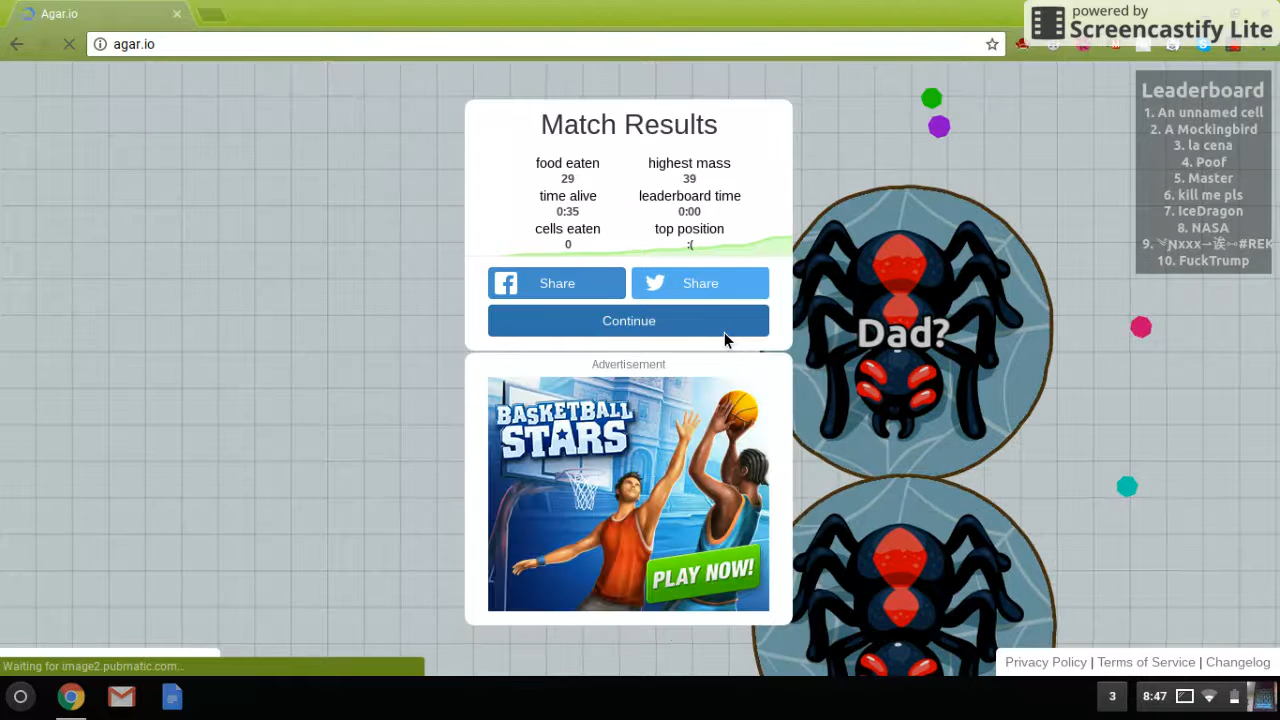 Agar.io
powered by
Screencastify Lite
agar.io
Match Results
food eaten
29
highest mass
39
time alive
0:35
leaderboard time
0:00
cells eaten
0
top position
:(
Share
Share
Continue
Advertisement
BASKETBALL
STARS
PLAY NOW!
Dad?
Leaderboard
1. An unnamed cell
2. A Mockingbird
3. la cena
4. Poof
5. Master
6. kill me pls
7. IceDragon
8. NASA
9. #REK
10. FuckTrump
Waiting for image2.pubmatic.com...
Privacy Policy | Terms of Service | Changelog
3
8:47